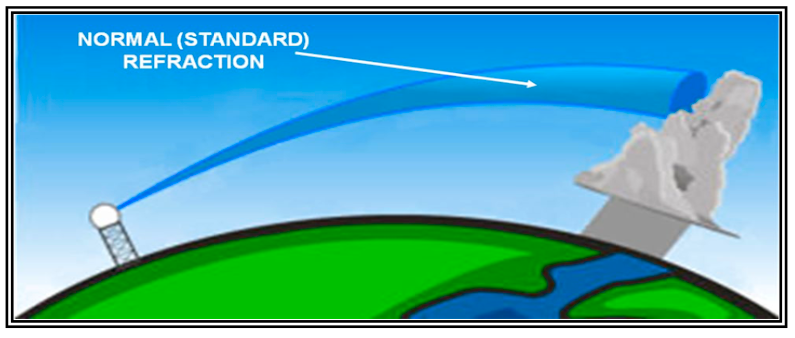 NORMAL (STANDARD)
REFRACTION